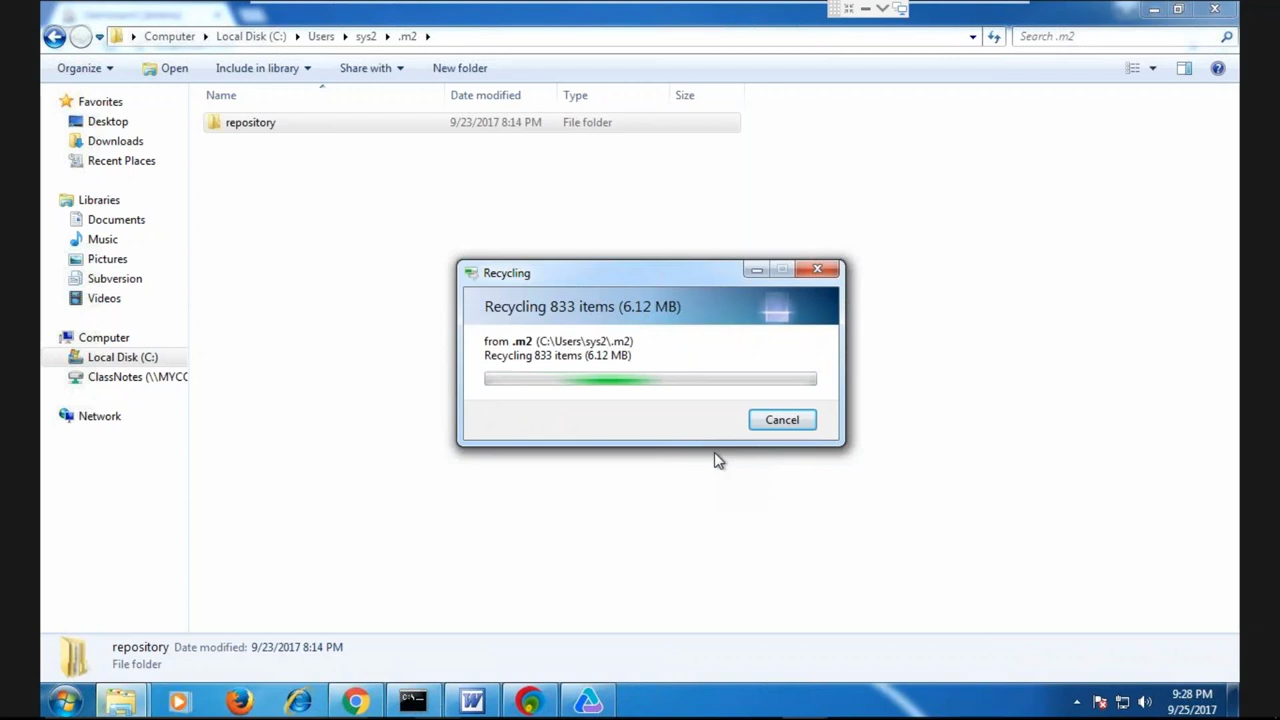 Computer
Local Disk (C:)
Users
sys2
.m2
Search .m2
Organize
Open
Include in library
Share with
New folder
Name
Date modified
Type
Size
repository
9/23/2017 8:14 PM
File folder
Favorites
Desktop
Downloads
Recent Places
Libraries
Documents
Music
Pictures
Subversion
Videos
Computer
Local Disk (C:)
ClassNotes (\\MYCC
Network
Recycling
Recycling 833 items (6.12 MB)
from .m2 (C:\Users\sys2\.m2)
Recycling 833 items (6.12 MB)
Cancel
repository Date modified: 9/23/2017 8:14 PM
File folder
9:28 PM
9/25/2017